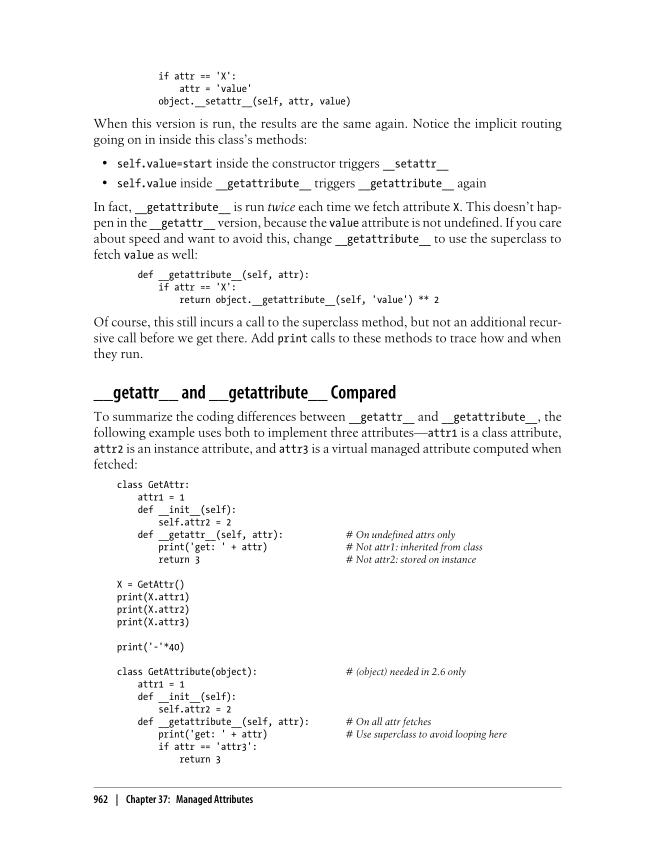 if attr == 'X':
attr = 'value'
object.__setattr__(self, attr, value)
When this version is run, the results are the same again. Notice the implicit routing
going on in inside this class’s methods:
• self.value=start inside the constructor triggers __setattr__
• self.value inside __getattribute__ triggers __getattribute__ again
In fact, __getattribute__ is run twice each time we fetch attribute X. This doesn’t hap-
pen in the __getattr__ version, because the value attribute is not undefined. If you care
about speed and want to avoid this, change __getattribute__ to use the superclass to
fetch value as well:
def __getattribute__(self, attr):
if attr == 'X':
return object.__getattribute__(self, 'value') ** 2
Of course, this still incurs a call to the superclass method, but not an additional recur-
sive call before we get there. Add print calls to these methods to trace how and when
they run.
__getattr__ and __getattribute__ Compared
To summarize the coding differences between __getattr__ and __getattribute__, the
following example uses both to implement three attributes—attr1 is a class attribute,
attr2 is an instance attribute, and attr3 is a virtual managed attribute computed when
fetched:
class GetAttr:
attr1 = 1
def __init__(self):
self.attr2 = 2
def __getattr__(self, attr): # On undefined attrs only
print('get: ' + attr) # Not attr1: inherited from class
return 3 # Not attr2: stored on instance
X = GetAttr()
print(X.attr1)
print(X.attr2)
print(X.attr3)
print('-'*40)
class GetAttribute(object): # (object) needed in 2.6 only
attr1 = 1
def __init__(self):
self.attr2 = 2
def __getattribute__(self, attr): # On all attr fetches
print('get: ' + attr) # Use superclass to avoid looping here
if attr == 'attr3':
return 3
962 | Chapter 37: Managed Attributes